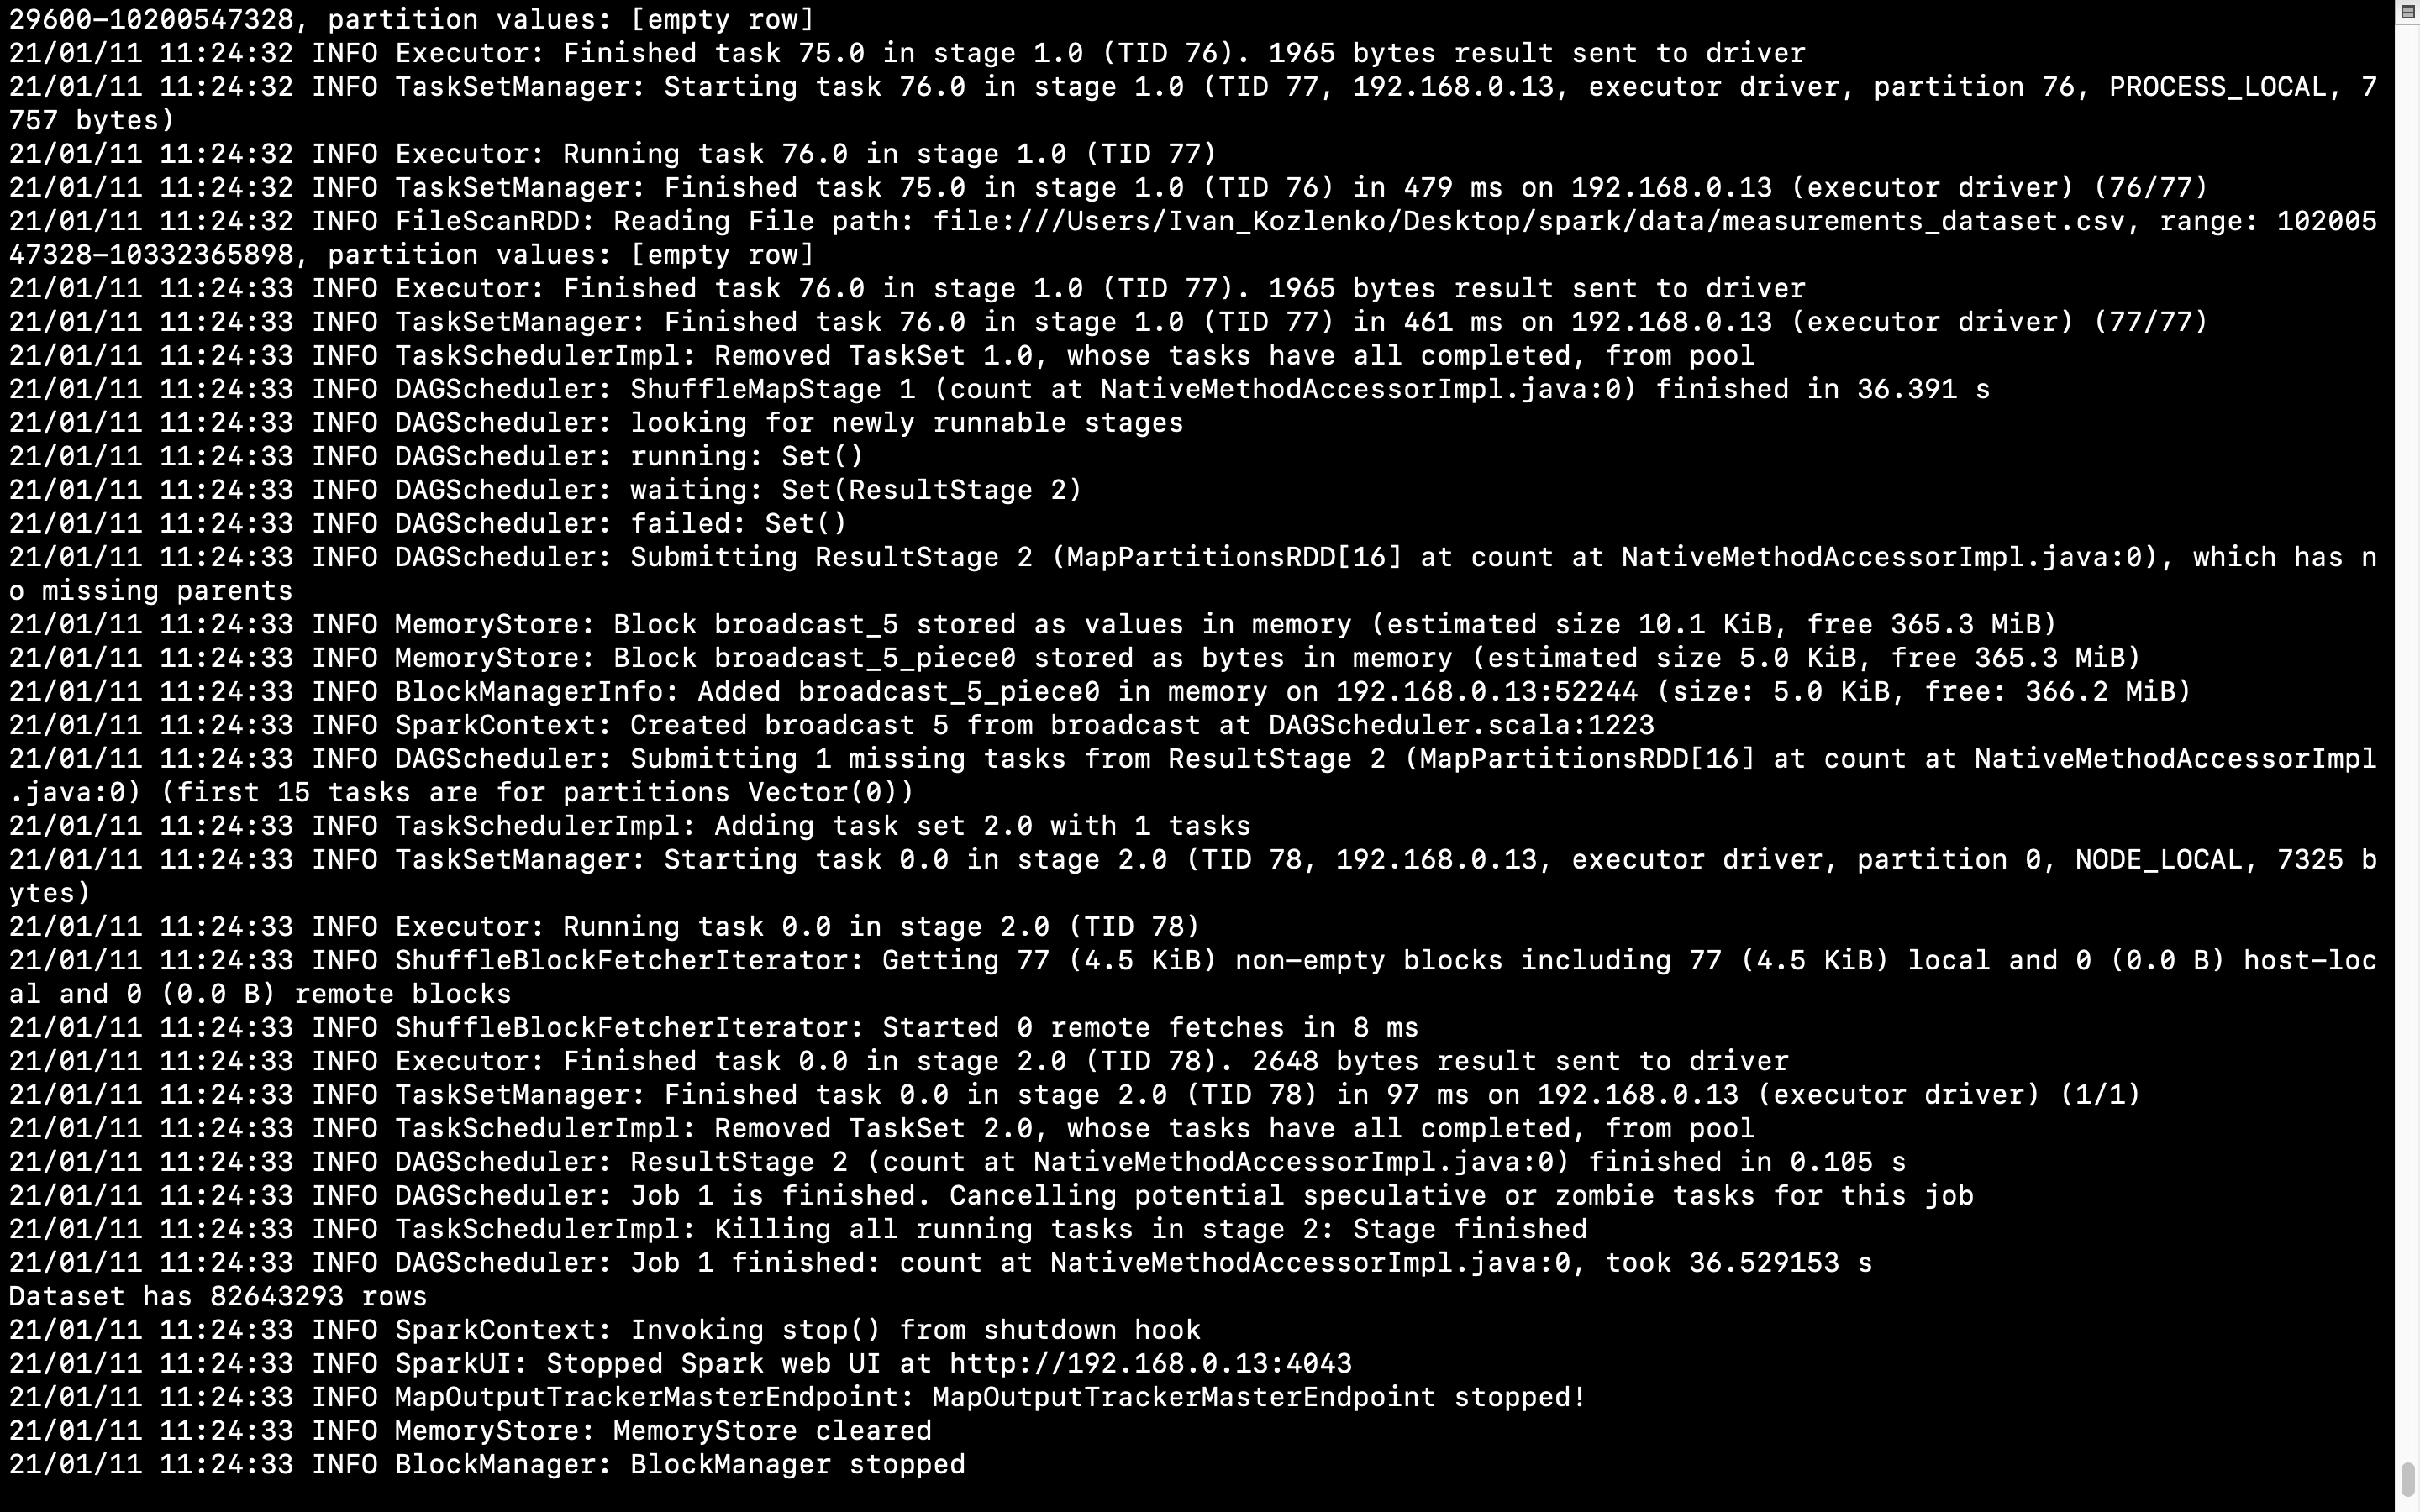 29600-10200547328, partition values: [empty row]
21/01/11 11:24:32 INFO Executor: Finished task 75.0 in stage 1.0 (TID 76). 1965 bytes result sent to driver
21/01/11 11:24:32 INFO TaskSetManager: Starting task 76.0 in stage 1.0 (TID 77, 192.168.0.13, executor driver, partition 76, PROCESS_LOCAL, 7
757 bytes)
21/01/11 11:24:32 INFO Executor: Running task 76.0 in stage 1.0 (TID 77)
21/01/11 11:24:32 INFO TaskSetManager: Finished task 75.0 in stage 1.0 (TID 76) in 479 ms on 192.168.0.13 (executor driver) (76/77)
21/01/11 11:24:32 INFO FileScanRDD: Reading File path: file:///Users/Ivan_Kozlenko/Desktop/spark/data/measurements_dataset.csv, range: 102005
47328-10332365898, partition values: [empty row]
21/01/11 11:24:33 INFO Executor: Finished task 76.0 in stage 1.0 (TID 77). 1965 bytes result sent to driver
21/01/11 11:24:33 INFO TaskSetManager: Finished task 76.0 in stage 1.0 (TID 77) in 461 ms on 192.168.0.13 (executor driver) (77/77)
21/01/11 11:24:33 INFO TaskSchedulerImpl: Removed TaskSet 1.0, whose tasks have all completed, from pool
21/01/11 11:24:33 INFO DAGScheduler: ShuffleMapStage 1 (count at NativeMethodAccessorImpl.java:0) finished in 36.391 s
21/01/11 11:24:33 INFO DAGScheduler: looking for newly runnable stages
21/01/11 11:24:33 INFO DAGScheduler: running: Set()
21/01/11 11:24:33 INFO DAGScheduler: waiting: Set(ResultStage 2)
21/01/11 11:24:33 INFO DAGScheduler: failed: Set()
21/01/11 11:24:33 INFO DAGScheduler: Submitting ResultStage 2 (MapPartitionsRDD[16] at count at NativeMethodAccessorImpl.java:0), which has n
o missing parents
21/01/11 11:24:33 INFO MemoryStore: Block broadcast_5 stored as values in memory (estimated size 10.1 KiB, free 365.3 MiB)
21/01/11 11:24:33 INFO MemoryStore: Block broadcast_5_piece0 stored as bytes in memory (estimated size 5.0 KiB, free 365.3 MiB)
21/01/11 11:24:33 INFO BlockManagerInfo: Added broadcast_5_piece0 in memory on 192.168.0.13:52244 (size: 5.0 KiB, free: 366.2 MiB)
21/01/11 11:24:33 INFO SparkContext: Created broadcast 5 from broadcast at DAGScheduler.scala:1223
21/01/11 11:24:33 INFO DAGScheduler: Submitting 1 missing tasks from ResultStage 2 (MapPartitionsRDD[16] at count at NativeMethodAccessorImpl
.java:0) (first 15 tasks are for partitions Vector(0))
21/01/11 11:24:33 INFO TaskSchedulerImpl: Adding task set 2.0 with 1 tasks
21/01/11 11:24:33 INFO TaskSetManager: Starting task 0.0 in stage 2.0 (TID 78, 192.168.0.13, executor driver, partition 0, NODE_LOCAL, 7325 b
ytes)
21/01/11 11:24:33 INFO Executor: Running task 0.0 in stage 2.0 (TID 78)
21/01/11 11:24:33 INFO ShuffleBlockFetcherIterator: Getting 77 (4.5 KiB) non-empty blocks including 77 (4.5 KiB) local and 0 (0.0 B) host-loc
al and 0 (0.0 B) remote blocks
21/01/11 11:24:33 INFO ShuffleBlockFetcherIterator: Started 0 remote fetches in 8 ms
21/01/11 11:24:33 INFO Executor: Finished task 0.0 in stage 2.0 (TID 78). 2648 bytes result sent to driver
21/01/11 11:24:33 INFO TaskSetManager: Finished task 0.0 in stage 2.0 (TID 78) in 97 ms on 192.168.0.13 (executor driver) (1/1)
21/01/11 11:24:33 INFO TaskSchedulerImpl: Removed TaskSet 2.0, whose tasks have all completed, from pool
21/01/11 11:24:33 INFO DAGScheduler: ResultStage 2 (count at NativeMethodAccessorImpl.java:0) finished in 0.105 s
21/01/11 11:24:33 INFO DAGScheduler: Job 1 is finished. Cancelling potential speculative or zombie tasks for this job
21/01/11 11:24:33 INFO TaskSchedulerImpl: Killing all running tasks in stage 2: Stage finished
21/01/11 11:24:33 INFO DAGScheduler: Job 1 finished: count at NativeMethodAccessorImpl.java:0, took 36.529153 s
Dataset has 82643293 rows
21/01/11 11:24:33 INFO SparkContext: Invoking stop() from shutdown hook
21/01/11 11:24:33 INFO SparkUI: Stopped Spark web UI at http://192.168.0.13:4043
21/01/11 11:24:33 INFO MapOutputTrackerMasterEndpoint: MapOutputTrackerMasterEndpoint stopped!
21/01/11 11:24:33 INFO MemoryStore: MemoryStore cleared
21/01/11 11:24:33 INFO BlockManager: BlockManager stopped